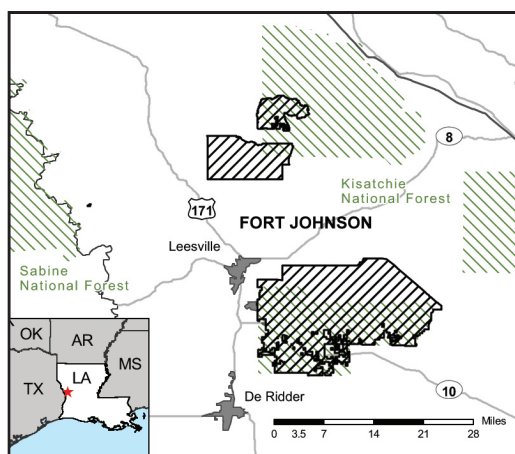 8
Kisatchie
National Forest
171
FORT JOHNSON
Leesville
Sabine
National Forest
OK
AR
MS
TX
LA
De Ridder
10
Miles
0 3.5 7 14 21 28